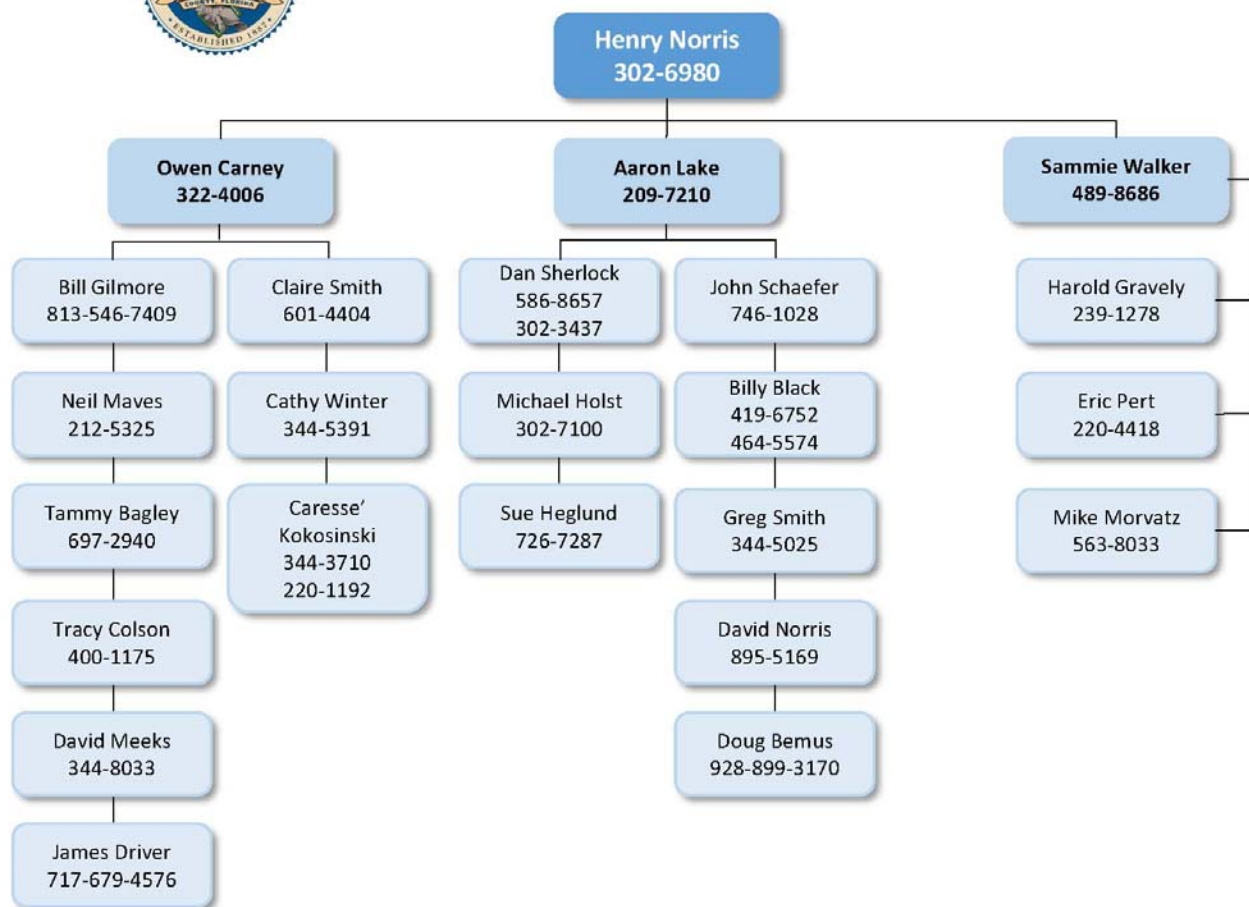 COUNTY, FLORIDA
ESTABLISHED 1887
Henry Norris
302-6980
Owen Carney
322-4006
Aaron Lake
209-7210
Sammie Walker
489-8686
Bill Gilmore
813-546-7409
Claire Smith
601-4404
Dan Sherlock
586-8657
302-3437
John Schaefer
746-1028
Harold Gravely
239-1278
Neil Maves
212-5325
Cathy Winter
344-5391
Michael Holst
302-7100
Billy Black
419-6752
464-5574
Eric Pert
220-4418
Tammy Bagley
697-2940
Caresse’
Kokosinski
344-3710
220-1192
Sue Heglund
726-7287
Greg Smith
344-5025
Mike Morvatz
563-8033
Tracy Colson
400-1175
David Norris
895-5169
David Meeks
344-8033
Doug Bemus
928-899-3170
James Driver
717-679-4576